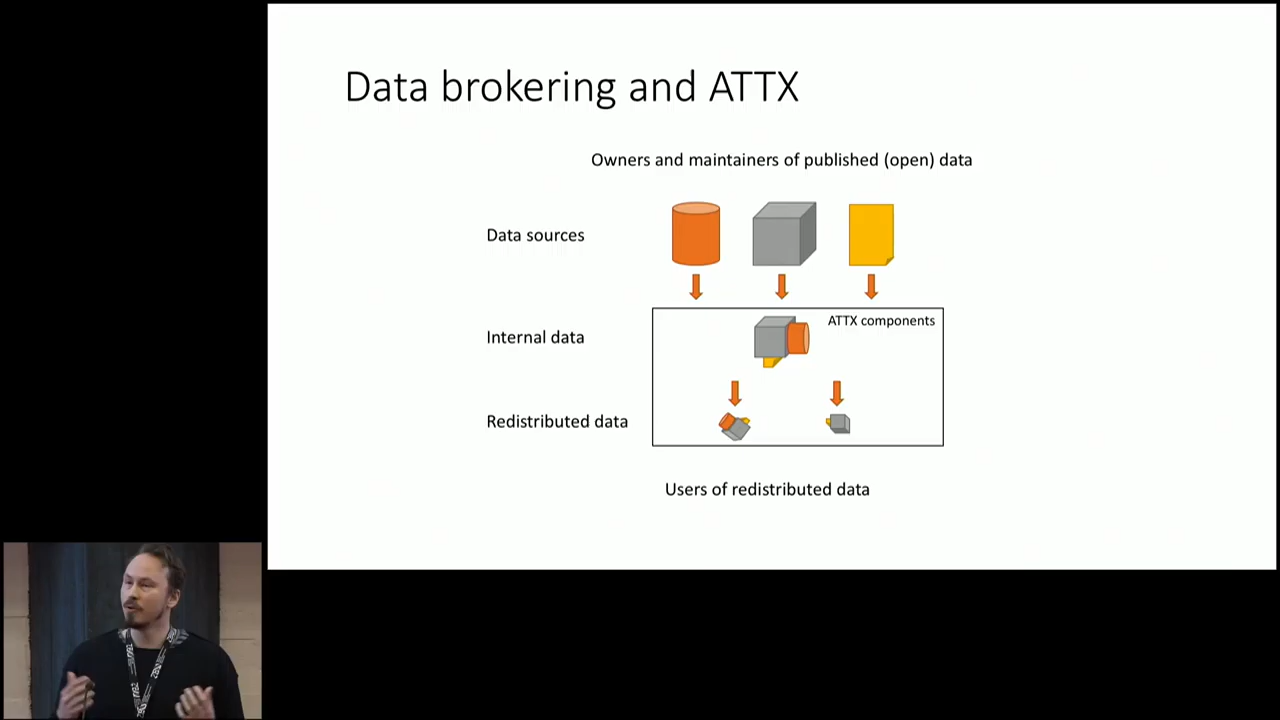 Data brokering and ATTX
Owners and maintainers of published (open) data
Data sources
Internal data
ATTX components
Redistributed data
Users of redistributed data